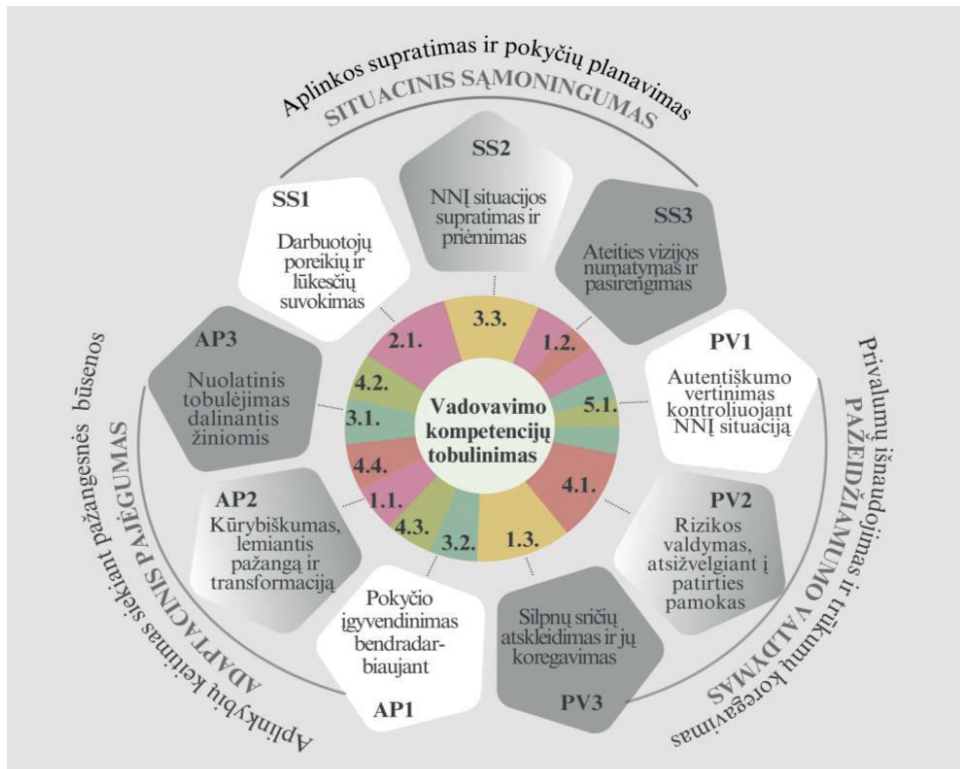 Aplinkos supratimas ir pokyčių planavimas
SITUACINIS SĄMONINGUMAS
SS1
Darbuotojų
poreikių ir
lūkesčių
suvokimas
SS2
NNĮ situacijos
supratimas ir
priėmimas
SS3
Ateities vizijos
numatymas ir
pasirengimas
Privalumų išnaudojimas ir trūkumų koregavimas
PAŽEIDŽIAMUMO VALDYMAS
PV1
Autentiškumo
vertinimas
kontroliuojant
NNĮ situaciją
PV2
Rizikos
valdymas,
atsižvelgiant į
patirties
pamokas
Silpnų sričių
atskleidimas ir jų
koregavimas
PV3
Aplinkybių keitimas siekiant pažangesnės būsenos
ADAPTACINIS PAJĖGUMAS
Pokyčio
įgyvendinimas
bendradar-
biaujant
AP1
AP2
Kūrybiškumas,
lemiantis
pažangą ir
transformaciją
AP3
Nuolatinis
tobulėjimas
dalinantis
žiniomis
Vadovavimo
kompetencijų
tobulinimas
2.1.
3.3.
1.2.
5.1.
4.1.
1.3.
3.2.
4.3.
1.1.
4.4.
3.1.
4.2.